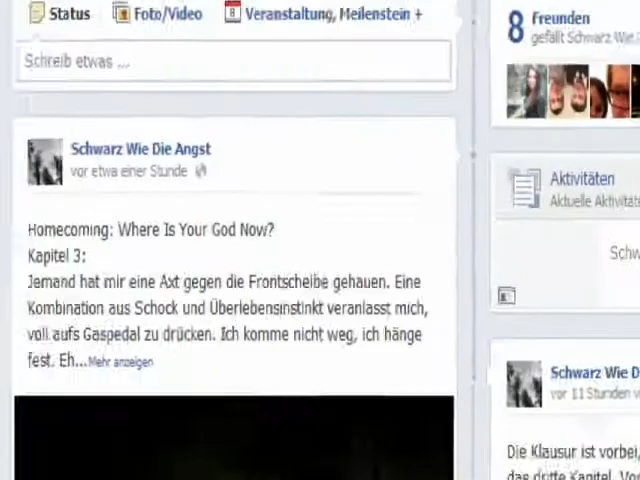 Status Foto/Video Veranstaltung, Meilenstein +
Schreib etwas ...
Schwarz Wie Die Angst
vor etwa einer Stunde
Homecoming: Where Is Your God Now?
Kapitel 3:
Jemand hat mir eine Axt gegen die Frontscheibe gehauen. Eine
Kombination aus Schock und Überlebensinstinkt veranlasst mich,
voll aufs Gaspedal zu drücken. Ich komme nicht weg, ich hänge
fest. Eh...Mehr anzeigen
8 Freunden
gefällt Schwarz Wie
Aktivitäten
Aktuelle Aktivitä
Schw
Schwarz Wie D
vor 11 Stunden
Die Klausur ist vorbei,
das dritte Kapitel.